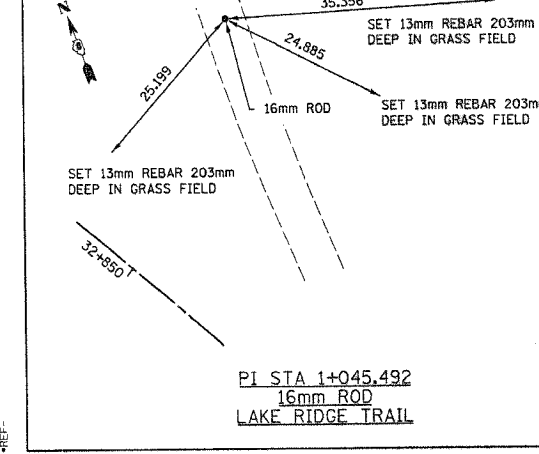 N
35.356
SET 13mm REBAR 203mm
DEEP IN GRASS FIELD
24.885
25.199
16mm ROD
SET 13mm REBAR 203m
DEEP IN GRASS FIELD
SET 13mm REBAR 203mm
DEEP IN GRASS FIELD
32+850 T
PI STA 1+045.492
16mm ROD
LAKE RIDGE TRAIL
*REF-